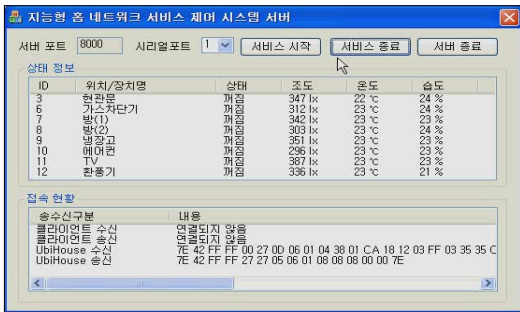 지능형 홈 네트워크 서비스 제어 시스템 서버
서버 포트 8000 시리얼포트 1 서비스 시작 서비스 종료 서버 종료
상태 정보
ID 위치/장치명 상태 조도 온도 습도
3 현관문 꺼짐 347 lx 22 ℃ 24 %
6 가스차단기 꺼짐 312 lx 23 ℃ 24 %
7 방(1) 꺼짐 342 lx 23 ℃ 23 %
8 방(2) 꺼짐 303 lx 23 ℃ 24 %
9 냉장고 꺼짐 351 lx 23 ℃ 23 %
10 에어컨 꺼짐 296 lx 23 ℃ 23 %
11 TV 꺼짐 387 lx 23 ℃ 23 %
12 환풍기 꺼짐 336 lx 23 ℃ 21 %
접속 현황
송수신구분 내용
클라이언트 수신 연결되지 않음
클라이언트 송신 연결되지 않음
UbiHouse 수신 7E 42 FF FF 00 27 0D 06 01 04 38 01 CA 18 12 03 FF 03 35 35 C
UbiHouse 송신 7E 42 FF FF 27 27 05 06 01 08 08 08 00 00 7E